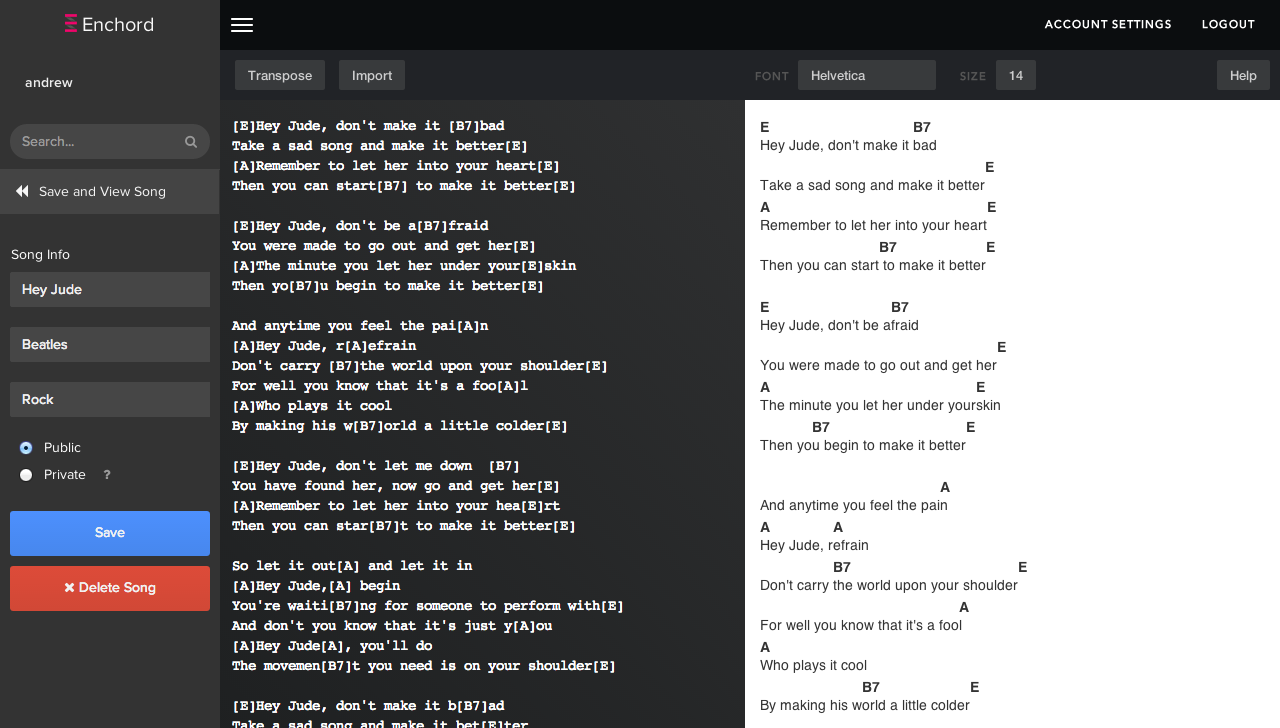 Enchord
ACCOUNT SETTINGS LOGOUT
andrew
Transpose Import FONT Helvetica SIZE 14 Help
Search...
Save and View Song
Song Info
Hey Jude
Beatles
Rock
Public
Private ?
Save
Delete Song
[E]Hey Jude, don't make it [B7]bad
Take a sad song and make it better[E]
[A]Remember to let her into your heart[E]
Then you can start[B7] to make it better[E]
[E]Hey Jude, don't be a[B7]fraid
You were made to go out and get her[E]
[A]The minute you let her under your[E]skin
Then yo[B7]u begin to make it better[E]
And anytime you feel the pai[A]n
[A]Hey Jude, r[A]efrain
Don't carry [B7]the world upon your shoulder[E]
For well you know that it's a foo[A]l
[A]Who plays it cool
By making his w[B7]orld a little colder[E]
[E]Hey Jude, don't let me down  [B7]
You have found her, now go and get her[E]
[A]Remember to let her into your hea[E]rt
Then you can star[B7]t to make it better[E]
So let it out[A] and let it in
[A]Hey Jude,[A] begin
You're waiti[B7]ng for someone to perform with[E]
And don't you know that it's just y[A]ou
[A]Hey Jude[A], you'll do
The movemen[B7]t you need is on your shoulder[E]
[E]Hey Jude, don't make it b[B7]ad
Take a sad song and make it bet[E]ter
E B7
Hey Jude, don't make it bad
E
Take a sad song and make it better
A E
Remember to let her into your heart
B7 E
Then you can start to make it better
E B7
Hey Jude, don't be afraid
E
You were made to go out and get her
A E
The minute you let her under yourskin
B7 E
Then you begin to make it better
A
And anytime you feel the pain
A A
Hey Jude, refrain
B7 E
Don't carry the world upon your shoulder
A
For well you know that it's a fool
A
Who plays it cool
B7 E
By making his world a little colder